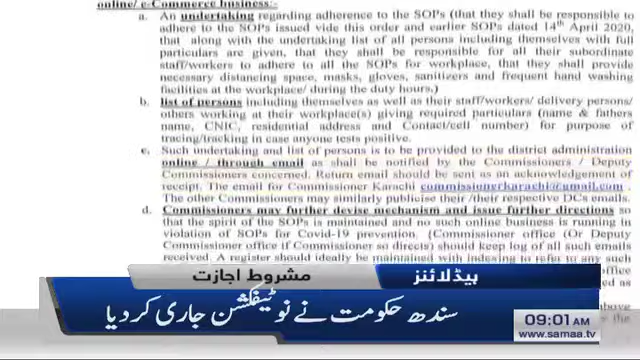 online/ e-Commerce business:-
a. An undertaking regarding adherence to the SOPs (that they shall be responsible to
adhere to the SOPs issued vide this order and earlier SOPs dated 14th April 2020,
that along with the undertaking list of all persons including themselves with full
particulars are given, that they shall be responsible for all their subordinate
staff/workers to adhere to all the SOPs for workplace, that they shall provide
necessary distancing space, masks, gloves, sanitizers and frequent hand washing
facilities at the workplace/ during the duty hours.)
b. list of persons including themselves as well as their staff/workers/ delivery persons/
others working at their workplace(s) giving required particulars (name & fathers
name, CNIC, residential address and Contact/cell number) for purpose of
tracing/tracking in case anyone tests positive.
c. Such undertaking and list of persons is to be provided to the district administration
online / through email as shall be notified by the Commissioners / Deputy
Commissioners concerned. Return email should be sent as an acknowledgement of
receipt. The email for Commissioner Karachi commissionerkarachi@gmail.com .
The other Commissioners may similarly publicise their /their respective DCs emails.
d. Commissioners may further devise mechanism and issue further directions so
that the spirit of the SOPs is maintained and no such online business is running in
violation of SOPs for Covid-19 prevention. (Commissioner office (Or Deputy
Commissioner office if Commissioner so directs) should keep log of all such emails
received. A register should ideally be maintained with indexing to refer to any such
office
above
the
ہیڈلائنز
مشروط اجازت
سندھ حکومت نے نوٹیفکشن جاری کردیا
09:01 AM
www.samaa.tv